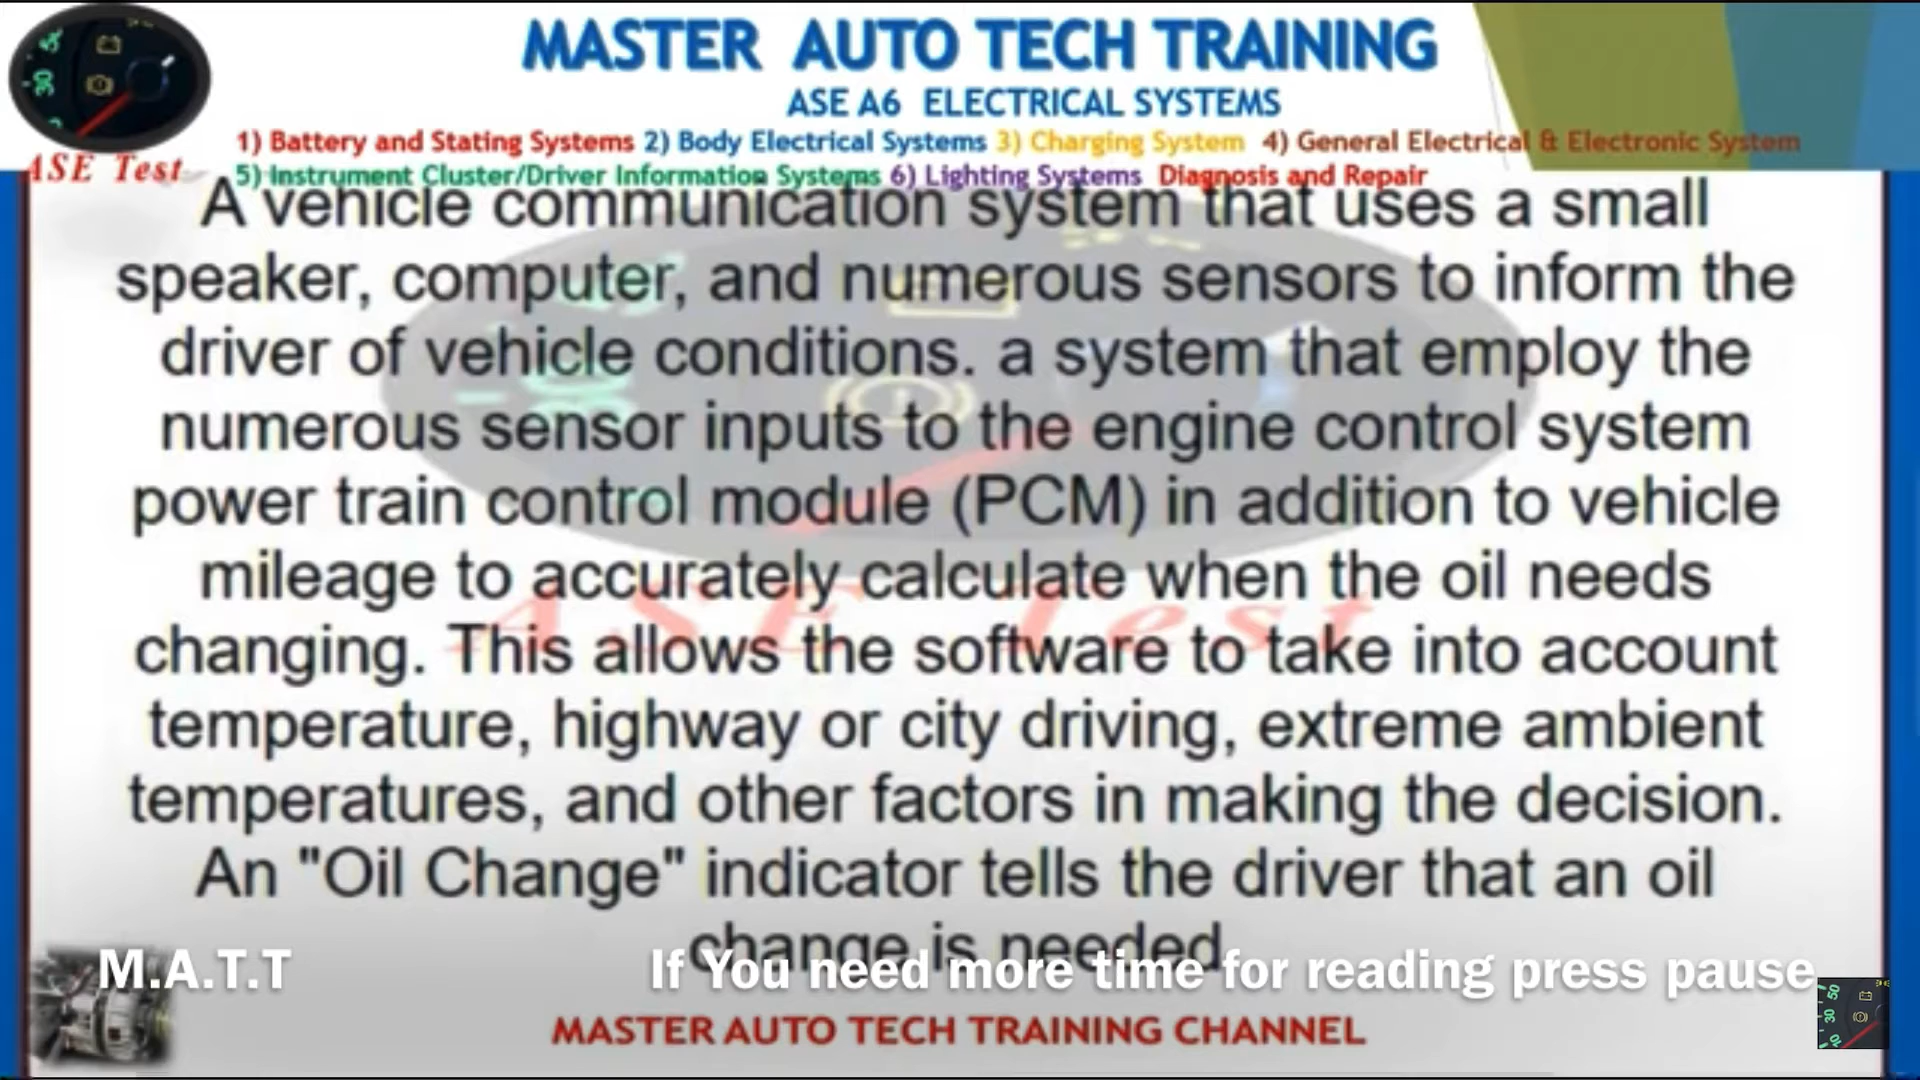 MASTER AUTO TECH TRAINING
ASE A6 ELECTRICAL SYSTEMS
1) Battery and Stating Systems 2) Body Electrical Systems 3) Charging System 4) General Electrical & Electronic System
5) Instrument Cluster/Driver Information Systems 6) Lighting Systems Diagnosis and Repair
ASE Test
A vehicle communication system that uses a small
speaker, computer, and numerous sensors to inform the
driver of vehicle conditions. a system that employ the
numerous sensor inputs to the engine control system
power train control module (PCM) in addition to vehicle
mileage to accurately calculate when the oil needs
changing. This allows the software to take into account
temperature, highway or city driving, extreme ambient
temperatures, and other factors in making the decision.
An "Oil Change" indicator tells the driver that an oil
change is needed
ASE Test
M.A.T.T
If You need more time for reading press pause
MASTER AUTO TECH TRAINING CHANNEL
50
30
10